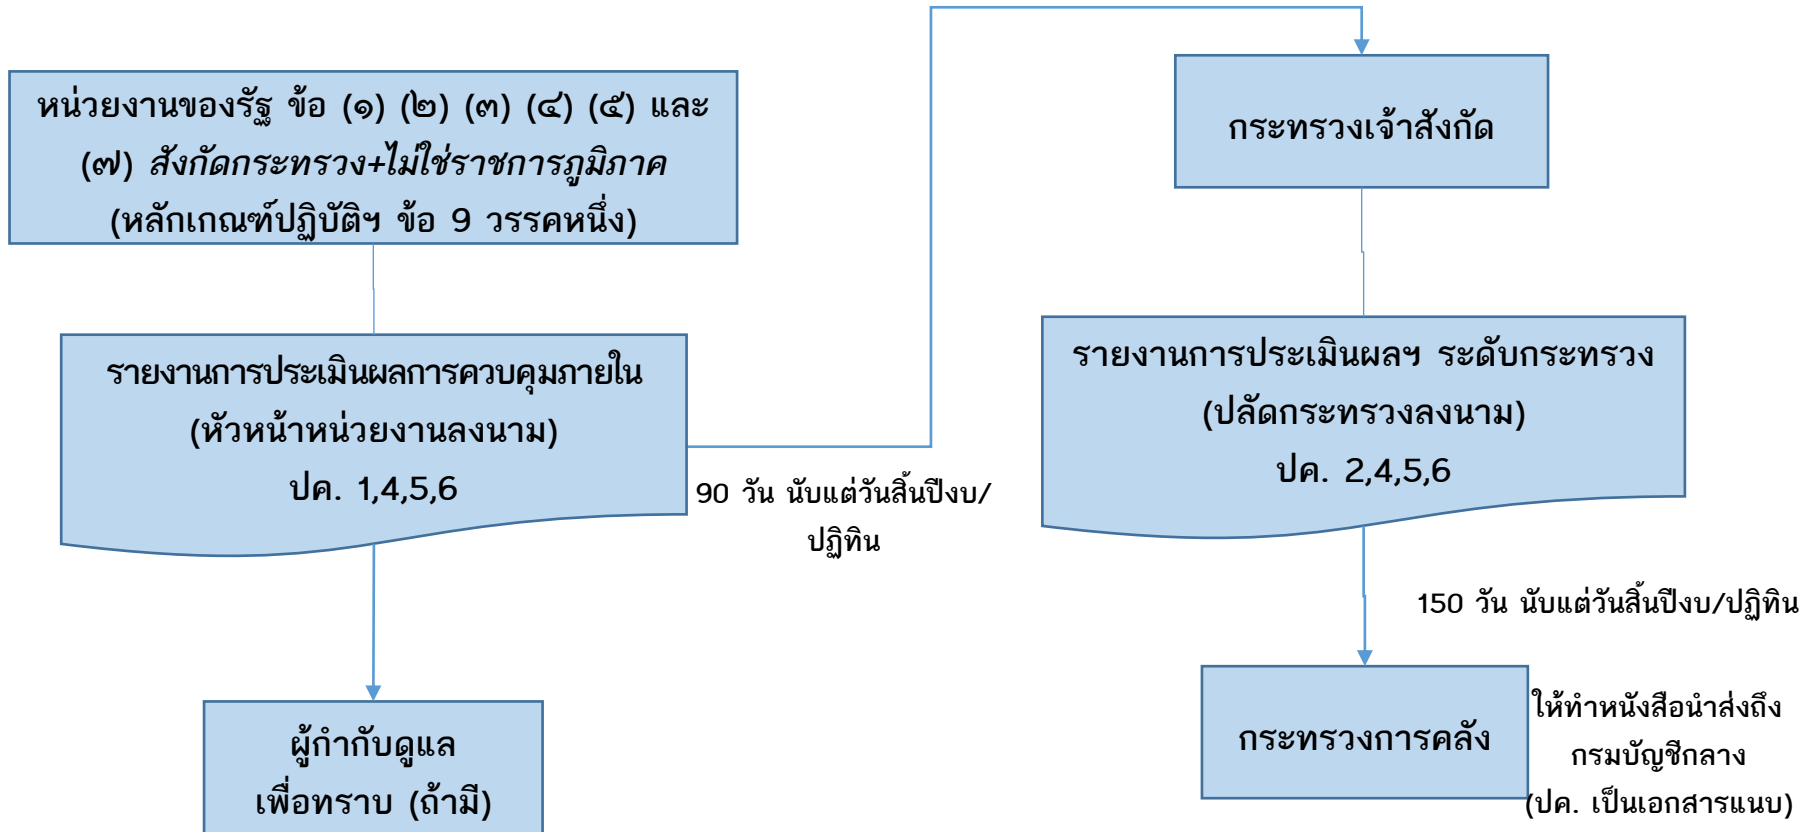 หน่วยงานของรัฐ ข้อ (๑) (๒) (๓) (๔) (๕) และ
(๗) สังกัดกระทรวง+ไม่ใช่ราชการภูมิภาค
(หลักเกณฑ์ปฏิบัติฯ ข้อ 9 วรรคหนึ่ง)
รายงานการประเมินผลการควบคุมภายใน
(หัวหน้าหน่วยงานลงนาม)
ปค. 1,4,5,6
90 วัน นับแต่วันสิ้นปีงบ/
ปฏิทิน
ผู้กำกับดูแล
เพื่อทราบ (ถ้ามี)
กระทรวงเจ้าสังกัด
รายงานการประเมินผลฯ ระดับกระทรวง
(ปลัดกระทรวงลงนาม)
ปค. 2,4,5,6
150 วัน นับแต่วันสิ้นปีงบ/ปฏิทิน
กระทรวงการคลัง
ให้ทำหนังสือนำส่งถึง
กรมบัญชีกลาง
(ปค. เป็นเอกสารแนบ)